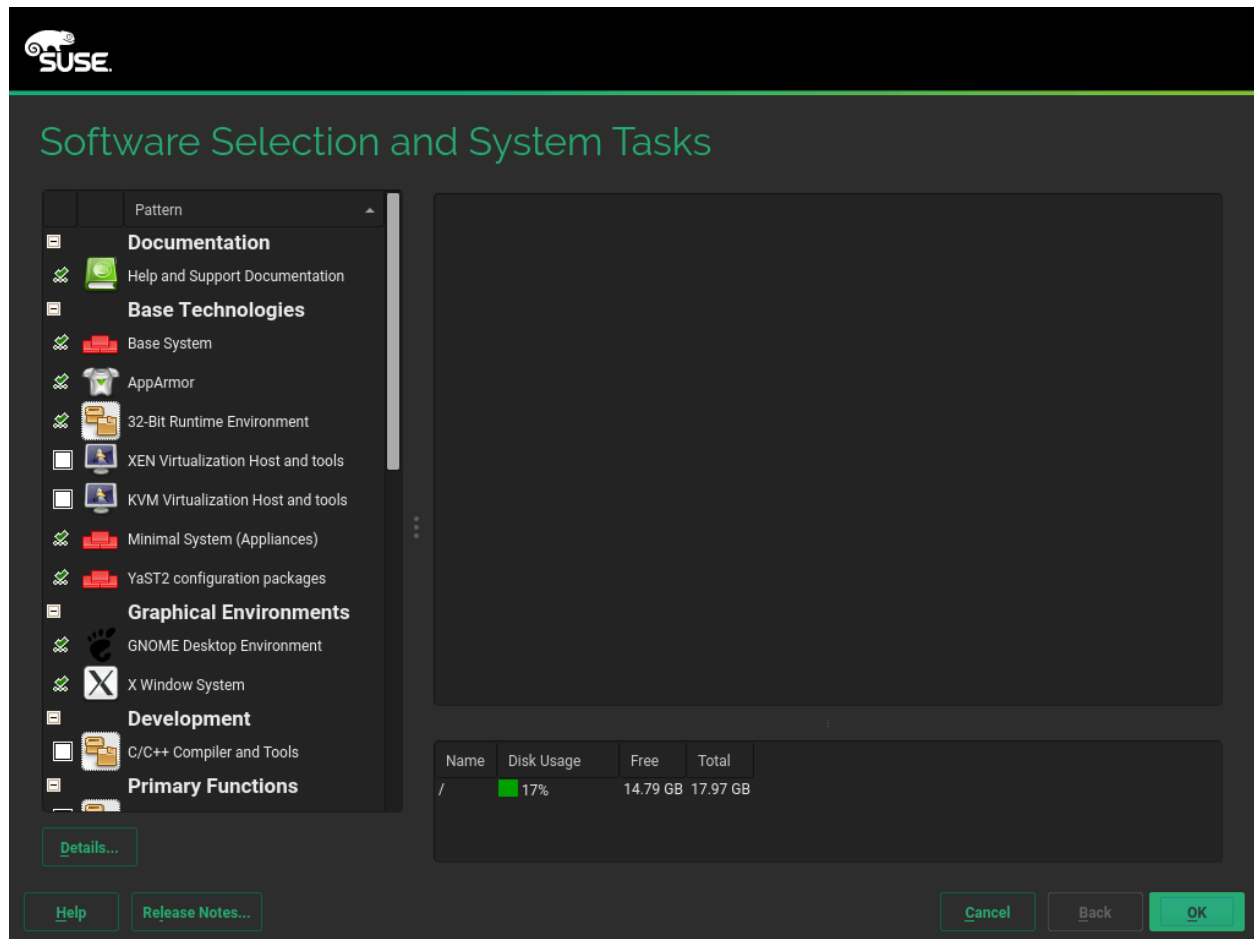 SUSE.
Software Selection and System Tasks
Pattern
Documentation
Help and Support Documentation
Base Technologies
Base System
AppArmor
32-Bit Runtime Environment
XEN Virtualization Host and tools
KVM Virtualization Host and tools
Minimal System (Appliances)
YaST2 configuration packages
Graphical Environments
GNOME Desktop Environment
X Window System
Development
C/C++ Compiler and Tools
Primary Functions
Name Disk Usage Free Total
/ 17% 14.79 GB 17.97 GB
Details...
Help Release Notes... Cancel Back OK